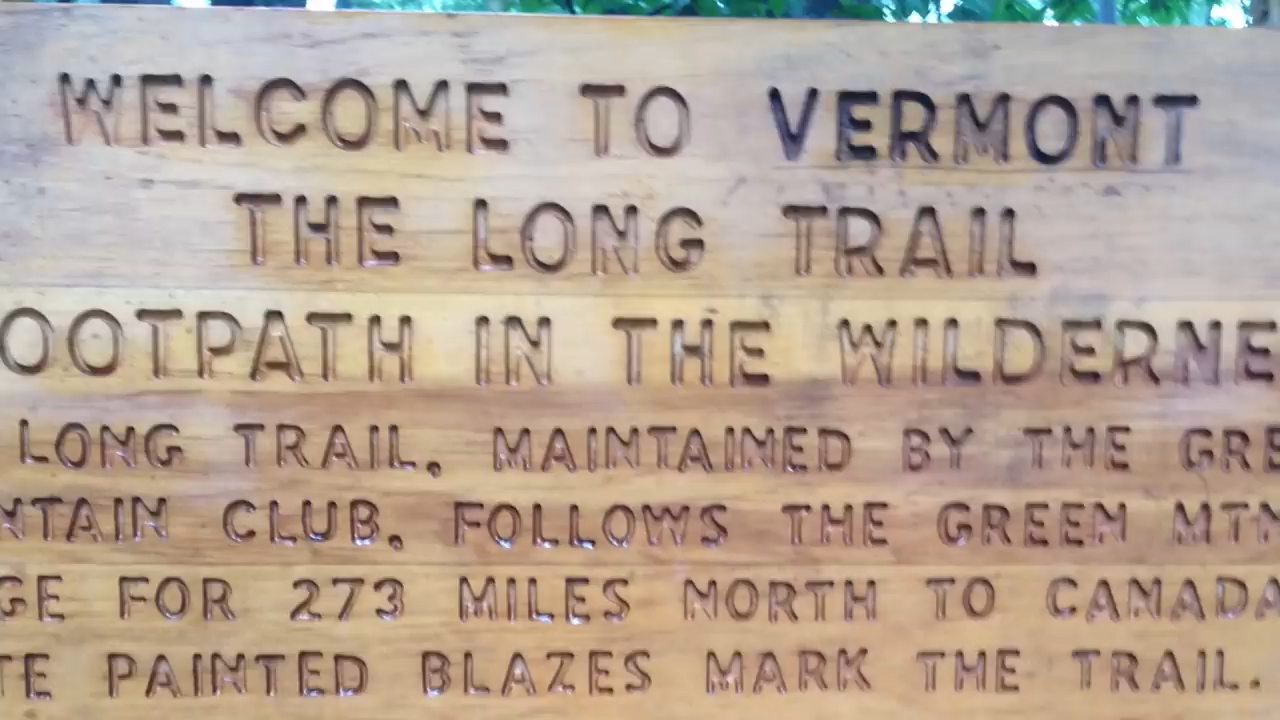 WELCOME TO VERMONT
THE LONG TRAIL
OOTPATH IN THE WILDERNE
LONG TRAIL, MAINTAINED BY THE GRE
NTAIN CLUB, FOLLOWS THE GREEN MTN
GE FOR 273 MILES NORTH TO CANADA
TE PAINTED BLAZES MARK THE TRAIL.